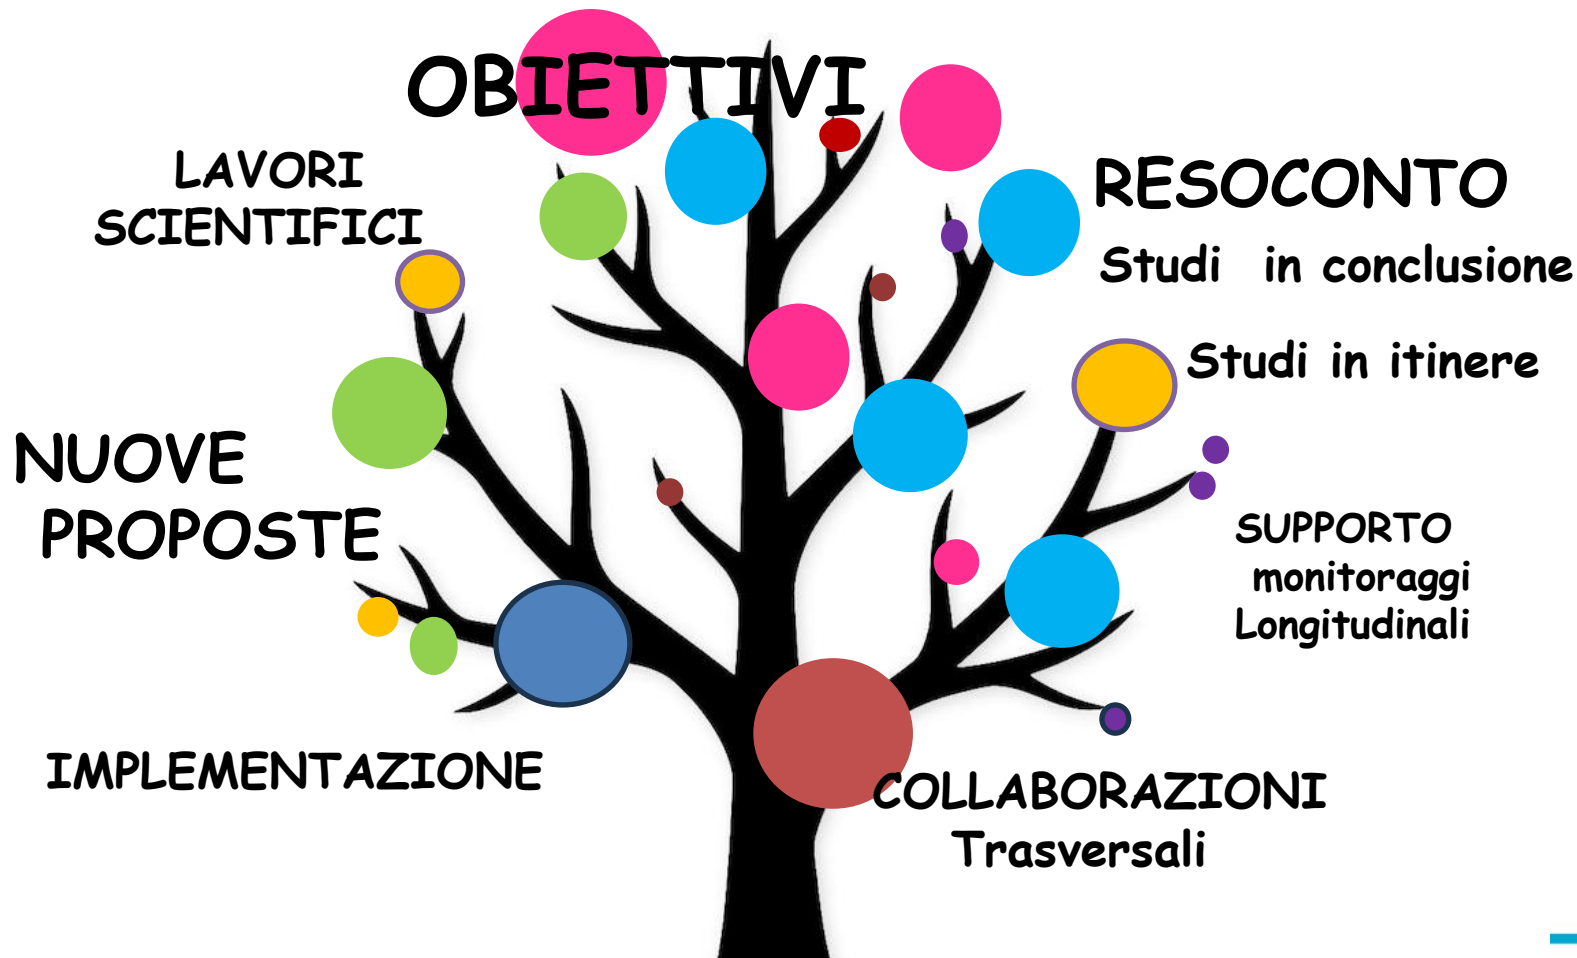 OBIETTIVI
LAVORI
SCIENTIFICI
RESOCONTO
Studi in conclusione
Studi in itinere
NUOVE
PROPOSTE
SUPPORTO
monitoraggi
Longitudinali
IMPLEMENTAZIONE
COLLABORAZIONI
Trasversali